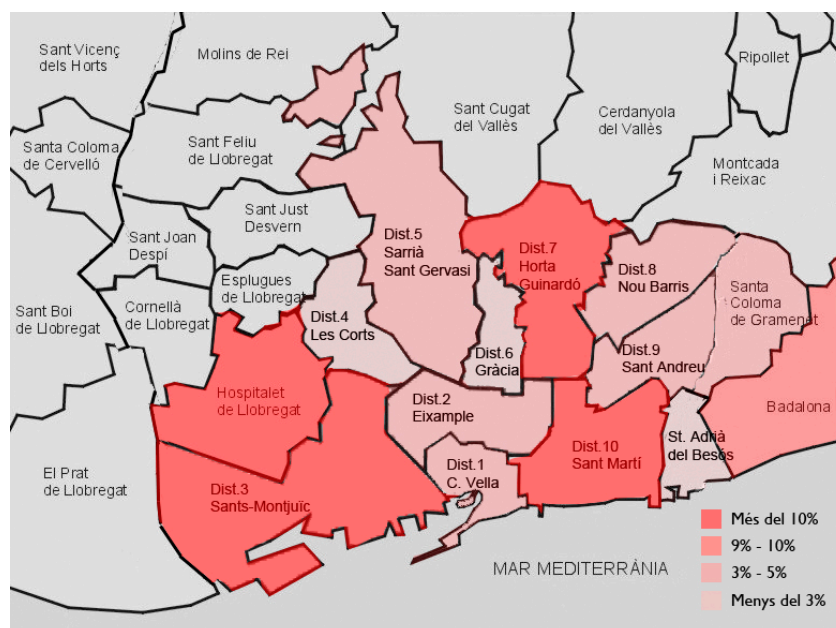 Sant Vicenç
dels Horts
Molins de Rei
Ripollet
Sant Cugat
del Vallès
Cerdanyola
del Vallès
Santa Coloma
de Cervelló
Sant Feliu
de Llobregat
Montcada
i Reixac
Sant Just
Desvern
Dist.5
Sarrià
Sant Gervasi
Dist.7
Horta
Guinardó
Sant Joan
Despí
Dist.8
Nou Barris
Santa
Coloma
de Gramenet
Esplugues
de Llobregat
Sant Boi
de Llobregat
Cornellà
de Llobregat
Dist.4
Les Corts
Dist.6
Gràcia
Dist.9
Sant Andreu
Hospitalet
de Llobregat
Dist.2
Eixample
Badalona
St. Adrià
del Besós
Dist.10
Sant Martí
El Prat
de Llobregat
Dist.1
C. Vella
Dist.3
Sants-Montjuïc
MAR MEDITERRÀNIA
Més del 10%
9% - 10%
3% - 5%
Menys del 3%